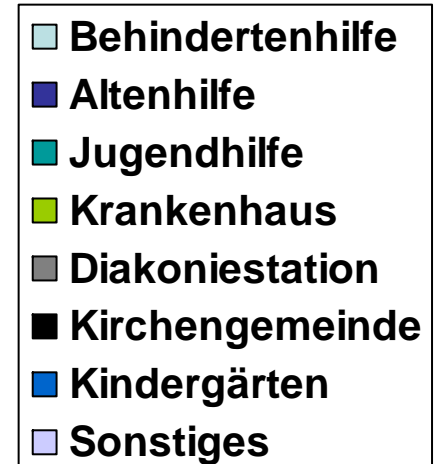 Behindertenhilfe
Altenhilfe
Jugendhilfe
Krankenhaus
Diakoniestation
Kirchengemeinde
Kindergärten
Sonstiges